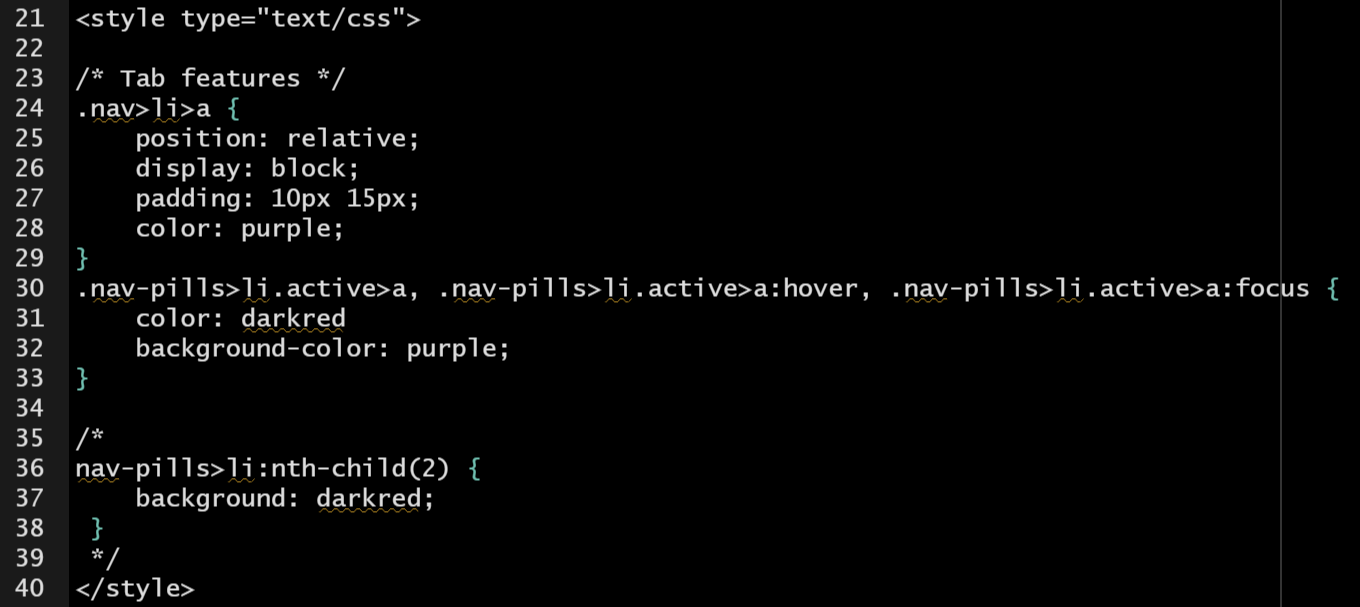 21 <style type="text/css">
22
23 /* Tab features */
24 .nav>li>a {
25     position: relative;
26     display: block;
27     padding: 10px 15px;
28     color: purple;
29 }
30 .nav-pills>li.active>a, .nav-pills>li.active>a:hover, .nav-pills>li.active>a:focus {
31     color: darkred
32     background-color: purple;
33 }
34
35 /*
36 nav-pills>li:nth-child(2) {
37     background: darkred;
38  }
39  */
40 </style>